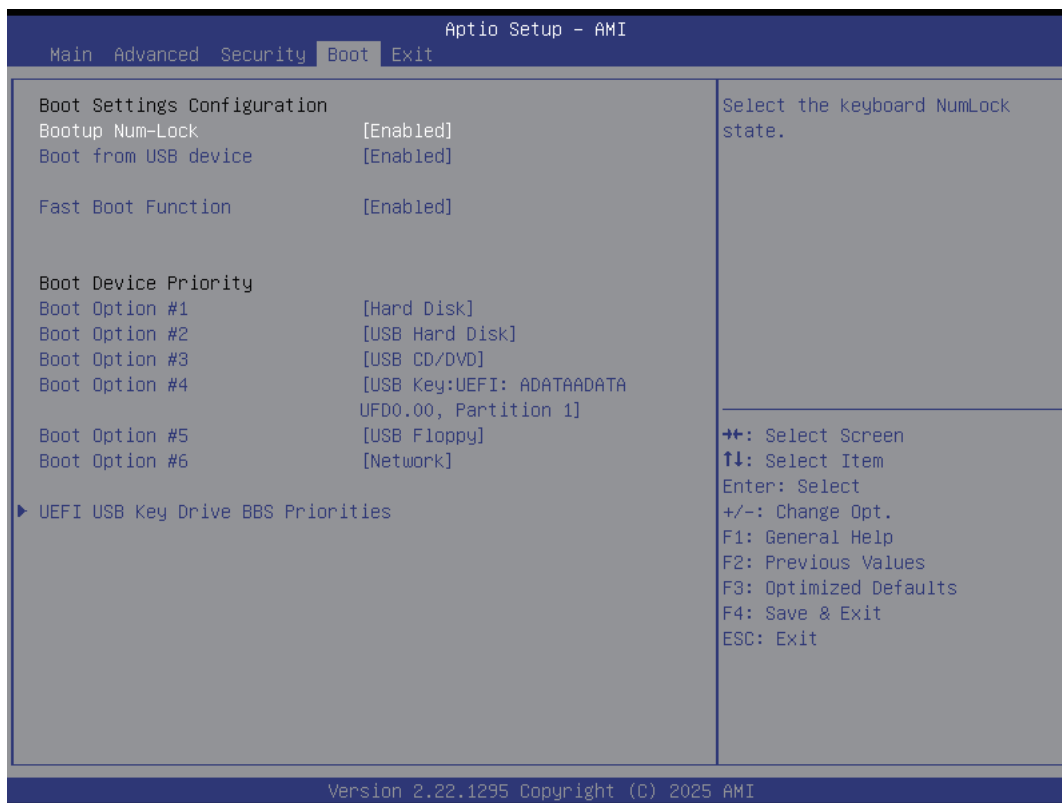 Aptio Setup – AMI
Main Advanced Security Boot Exit
Boot Settings Configuration
Bootup Num-Lock [Enabled]
Boot from USB device [Enabled]
Fast Boot Function [Enabled]
Boot Device Priority
Boot Option #1 [Hard Disk]
Boot Option #2 [USB Hard Disk]
Boot Option #3 [USB CD/DVD]
Boot Option #4 [USB Key:UEFI: ADATAADATA
UFD0.00, Partition 1]
Boot Option #5 [USB Floppy]
Boot Option #6 [Network]
UEFI USB Key Drive BBS Priorities
Select the keyboard NumLock
state.
→←: Select Screen
↑↓: Select Item
Enter: Select
+/-: Change Opt.
F1: General Help
F2: Previous Values
F3: Optimized Defaults
F4: Save & Exit
ESC: Exit
Version 2.22.1295 Copyright (C) 2025 AMI